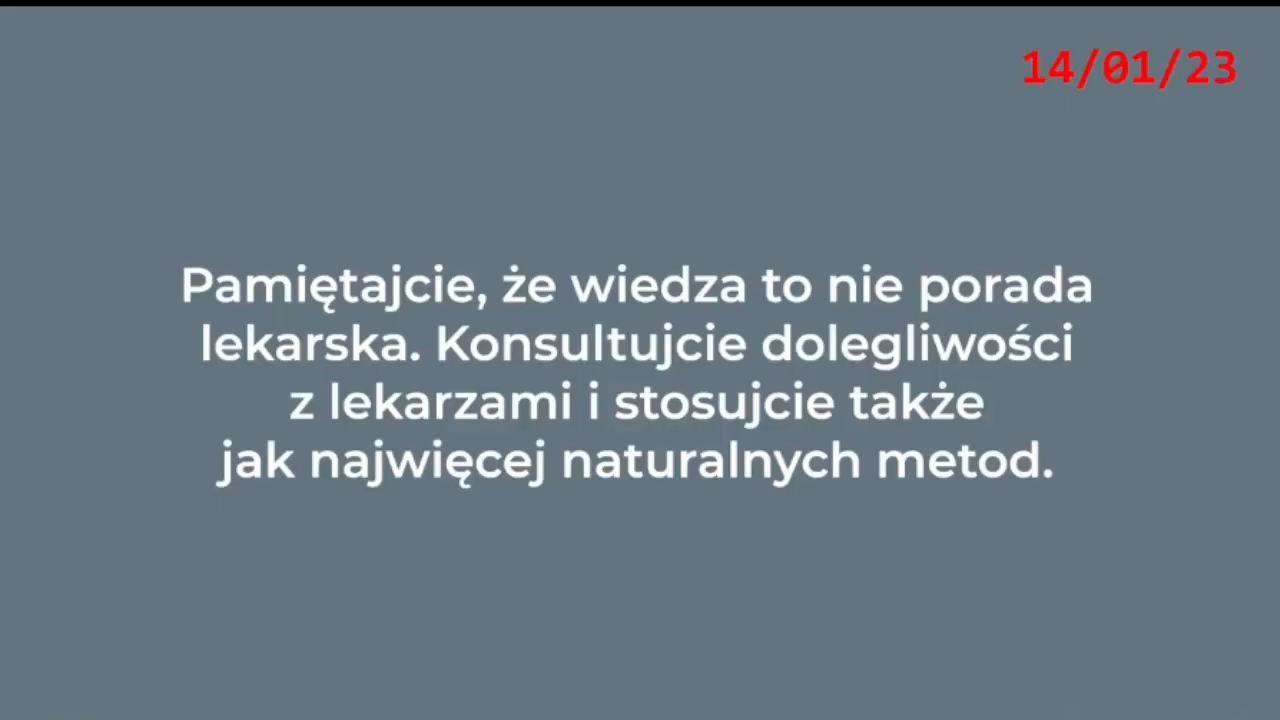 14/01/23
Pamiętajcie, że wiedza to nie porada
lekarska. Konsultujcie dolegliwości
z lekarzami i stosujcie także
jak najwięcej naturalnych metod.